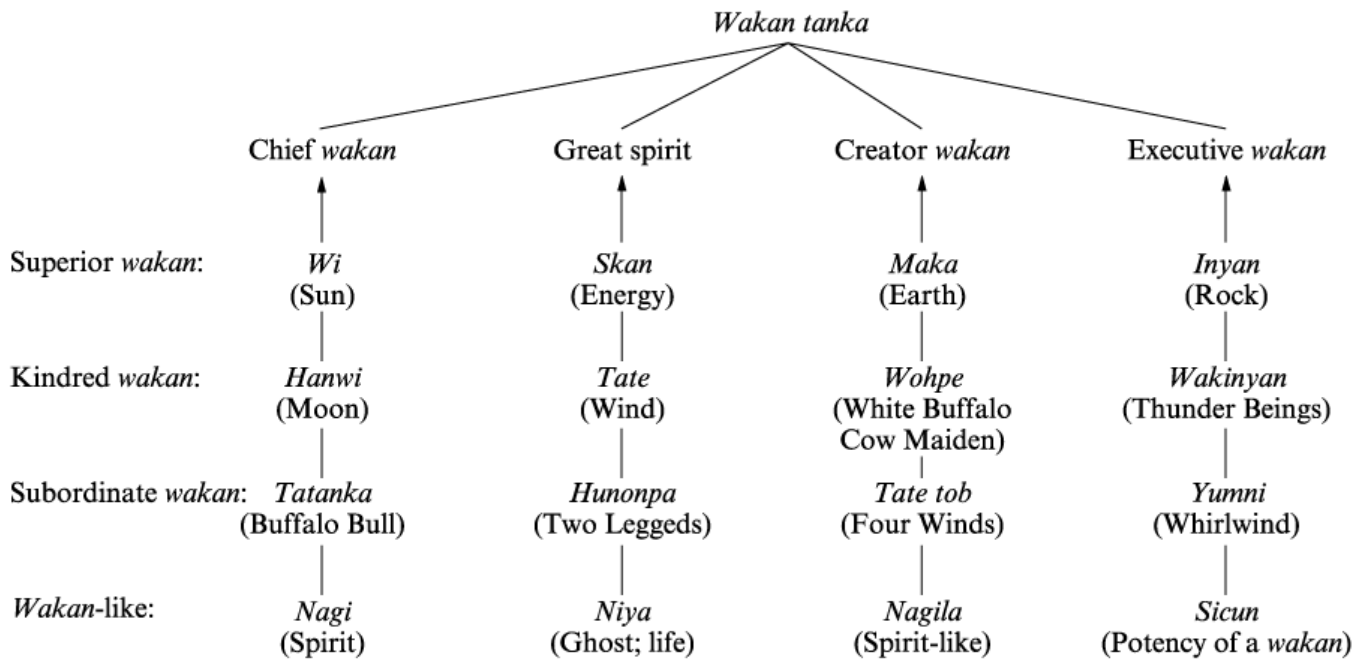 Wakan tanka
Chief wakan Great spirit Creator wakan Executive wakan
Superior wakan: Wi Skan Maka Inyan
(Sun) (Energy) (Earth) (Rock)
Kindred wakan: Hanwi Tate Wohpe Wakinyan
(Moon) (Wind) (White Buffalo (Thunder Beings)
Cow Maiden)
Subordinate wakan: Tatanka Hunonpa Tate tob Yumni
(Buffalo Bull) (Two Leggeds) (Four Winds) (Whirlwind)
Wakan-like: Nagi Niya Nagila Sicun
(Spirit) (Ghost; life) (Spirit-like) (Potency of a wakan)